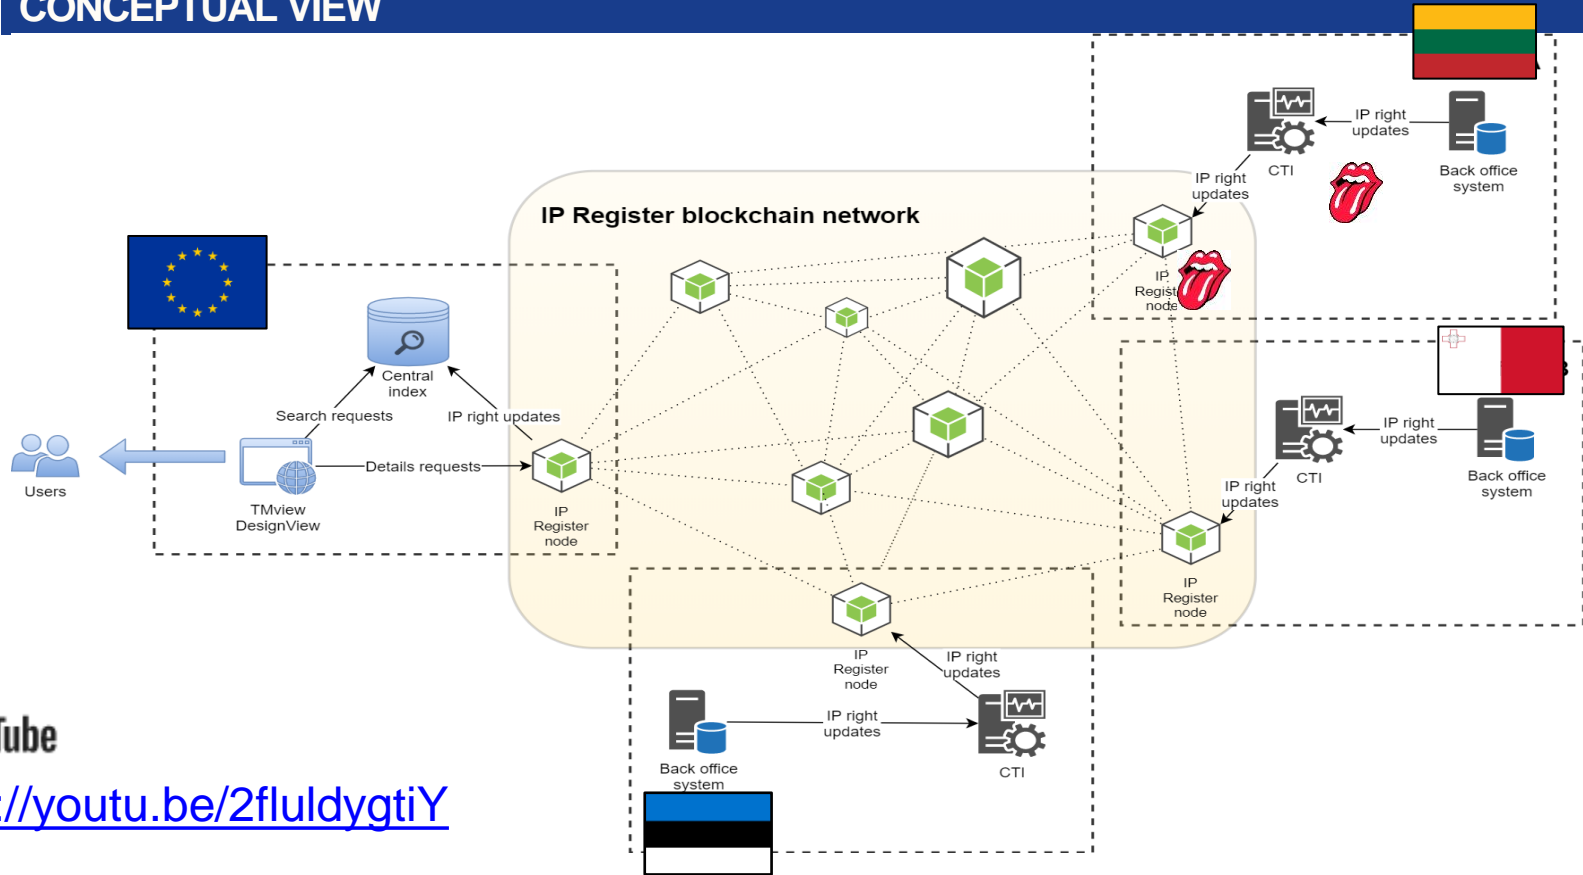 CONCEPTUAL VIEW
IP right
updates
CTI
Back office
system
IP right
updates
IP Register blockchain network
IP
Register
node
Central
index
Search requests
IP right updates
Details requests
Users
TMview
DesignView
IP
Register
node
IP right
updates
CTI
Back office
system
IP right
updates
IP
Register
node
IP
Register
node
IP right
updates
IP right
updates
Back office
system
CTI
Tube
://youtu.be/2fluldygtiY